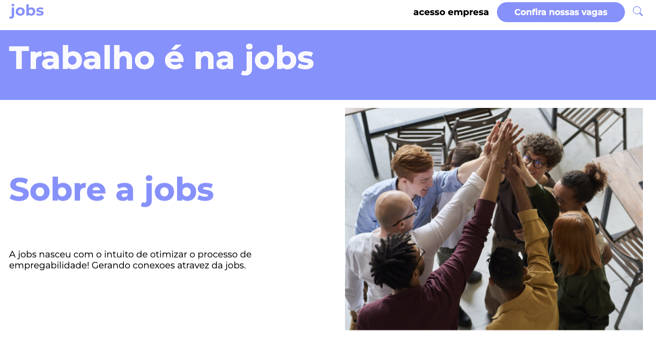 jobs
acesso empresa
Confira nossas vagas
Trabalho é na jobs
Sobre a jobs
A jobs nasceu com o intuito de otimizar o processo de
empregabilidade! Gerando conexoes atravez da jobs.